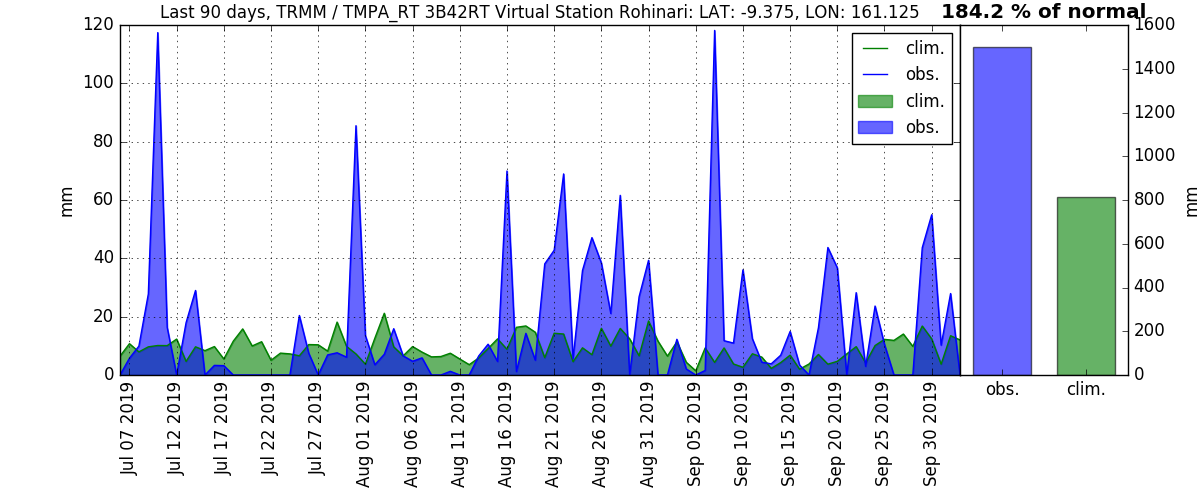 Last 90 days, TRMM / TMPA_RT 3B42RT Virtual Station Rohinari: LAT: -9.375, LON: 161.125
184.2 % of normal
120
100
80
60
40
20
0
mm
clim.
obs.
clim.
obs.
1600
1400
1200
1000
800
600
400
200
0
mm
Jul 07 2019
Jul 12 2019
Jul 17 2019
Jul 22 2019
Jul 27 2019
Aug 01 2019
Aug 06 2019
Aug 11 2019
Aug 16 2019
Aug 21 2019
Aug 26 2019
Aug 31 2019
Sep 05 2019
Sep 10 2019
Sep 15 2019
Sep 20 2019
Sep 25 2019
Sep 30 2019
obs.
clim.